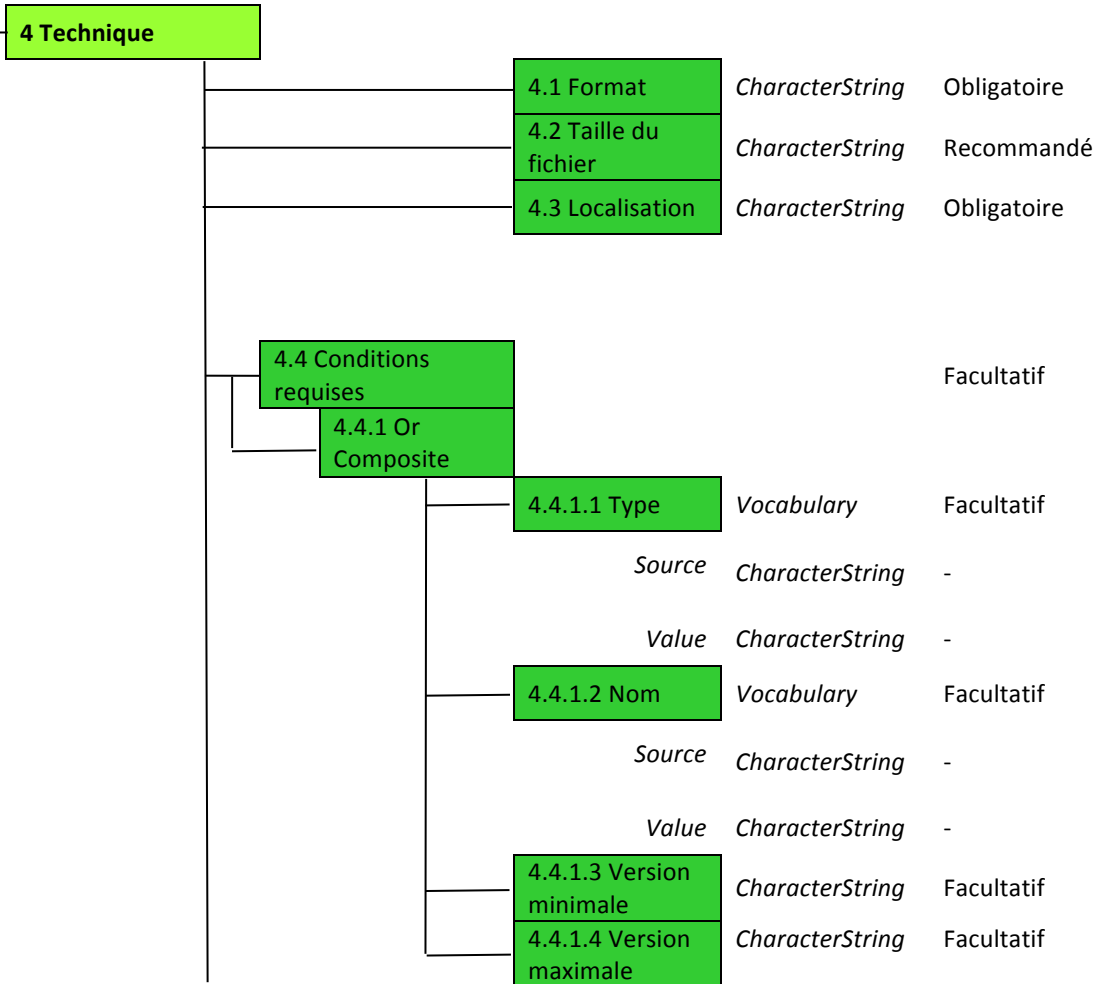 4 Technique
4.1 Format CharacterString Obligatoire
4.2 Taille du
fichier CharacterString Recommandé
4.3 Localisation CharacterString Obligatoire
4.4 Conditions
requises Facultatif
4.4.1 Or
Composite
4.4.1.1 Type Vocabulary Facultatif
Source CharacterString -
Value CharacterString -
4.4.1.2 Nom Vocabulary Facultatif
Source CharacterString -
Value CharacterString -
4.4.1.3 Version
minimale CharacterString Facultatif
4.4.1.4 Version
maximale CharacterString Facultatif